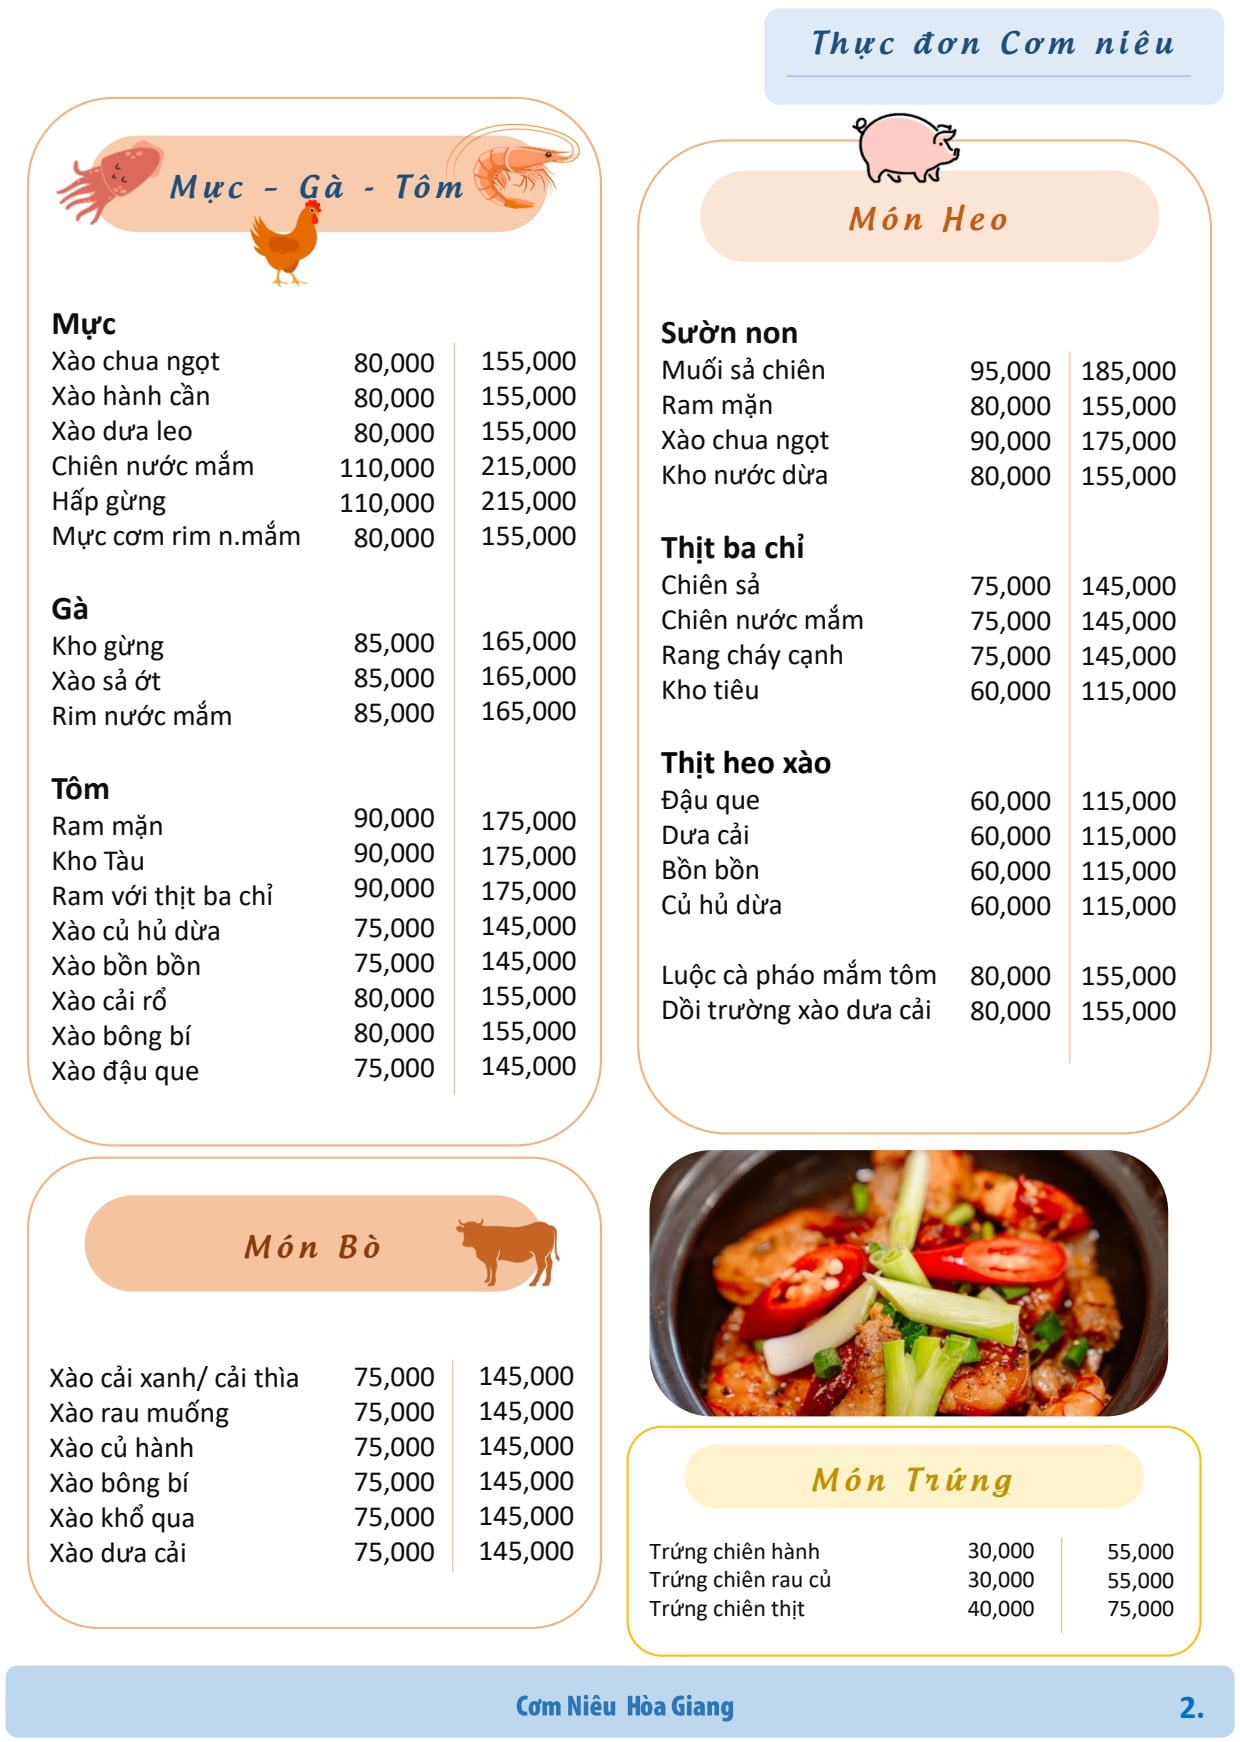 Thực đơn Cơm niêu
Mực - Gà - Tôm
Mực
Xào chua ngọt 80,000 155,000
Xào hành cần 80,000 155,000
Xào dưa leo 80,000 155,000
Chiên nước mắm 110,000 215,000
Hấp gừng 110,000 215,000
Mực cơm rim n.mắm 80,000 155,000
Gà
Kho gừng 85,000 165,000
Xào sả ớt 85,000 165,000
Rim nước mắm 85,000 165,000
Tôm
Ram mặn 90,000 175,000
Kho Tàu 90,000 175,000
Ram với thịt ba chỉ 90,000 175,000
Xào củ hủ dừa 75,000 145,000
Xào bồn bồn 75,000 145,000
Xào cải rổ 80,000 155,000
Xào bông bí 80,000 155,000
Xào đậu que 75,000 145,000
Món Heo
Sườn non
Muối sả chiên 95,000 185,000
Ram mặn 80,000 155,000
Xào chua ngọt 90,000 175,000
Kho nước dừa 80,000 155,000
Thịt ba chỉ
Chiên sả 75,000 145,000
Chiên nước mắm 75,000 145,000
Rang cháy cạnh 75,000 145,000
Kho tiêu 60,000 115,000
Thịt heo xào
Đậu que 60,000 115,000
Dưa cải 60,000 115,000
Bồn bồn 60,000 115,000
Củ hủ dừa 60,000 115,000
Luộc cà pháo mắm tôm 80,000 155,000
Dồi trường xào dưa cải 80,000 155,000
Món Bò
Xào cải xanh/ cải thìa 75,000 145,000
Xào rau muống 75,000 145,000
Xào củ hành 75,000 145,000
Xào bông bí 75,000 145,000
Xào khổ qua 75,000 145,000
Xào dưa cải 75,000 145,000
Món Trứng
Trứng chiên hành 30,000 55,000
Trứng chiên rau củ 30,000 55,000
Trứng chiên thịt 40,000 75,000
Cơm Niêu Hòa Giang
2.